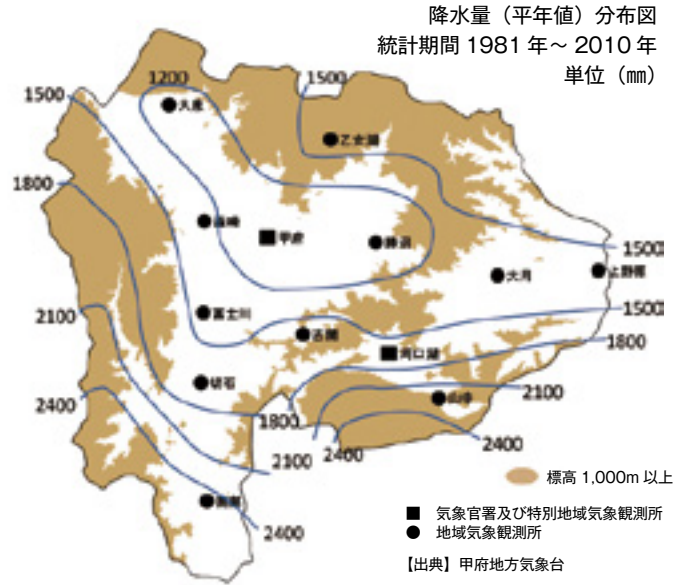 降水量（平年値）分布図
統計期間 1981 年～ 2010 年
単位（㎜）
1200
1500
1500
大泉
乙女湖
1800
韮崎
甲府
勝沼
1500
大月
上野原
2100
富士川
古関
1500
河口湖
1800
切石
2400
2100
山中
1800
2400
2100
2400
南部
2400
標高 1,000m 以上
■ 気象官署及び特別地域気象観測所
● 地域気象観測所
【出典】甲府地方気象台